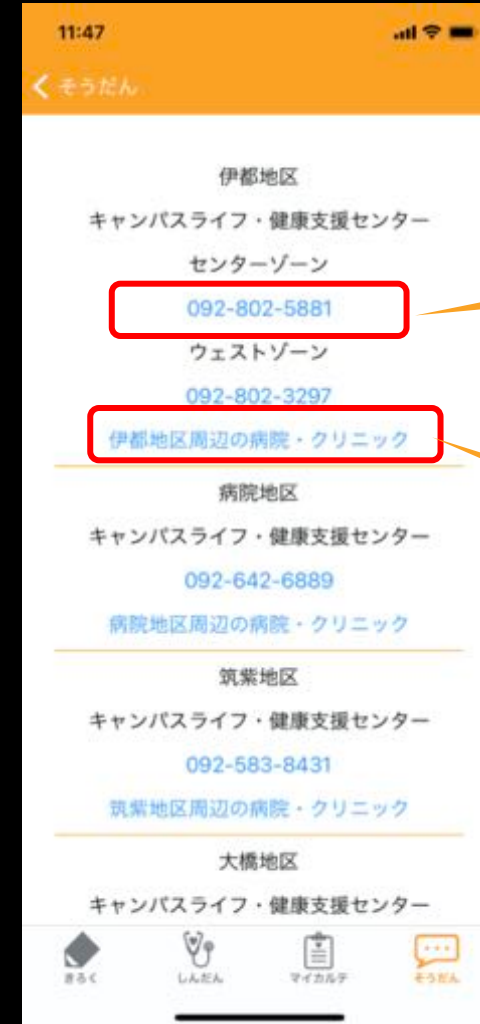 11:47
そうだん
伊都地区
キャンパスライフ・健康支援センター
センターゾーン
092-802-5881
ウェストゾーン
092-802-3297
伊都地区周辺の病院・クリニック
病院地区
キャンパスライフ・健康支援センター
092-642-6889
病院地区周辺の病院・クリニック
筑紫地区
キャンパスライフ・健康支援センター
092-583-8431
筑紫地区周辺の病院・クリニック
大橋地区
キャンパスライフ・健康支援センター
きろく しんだん マイカルテ そうだん